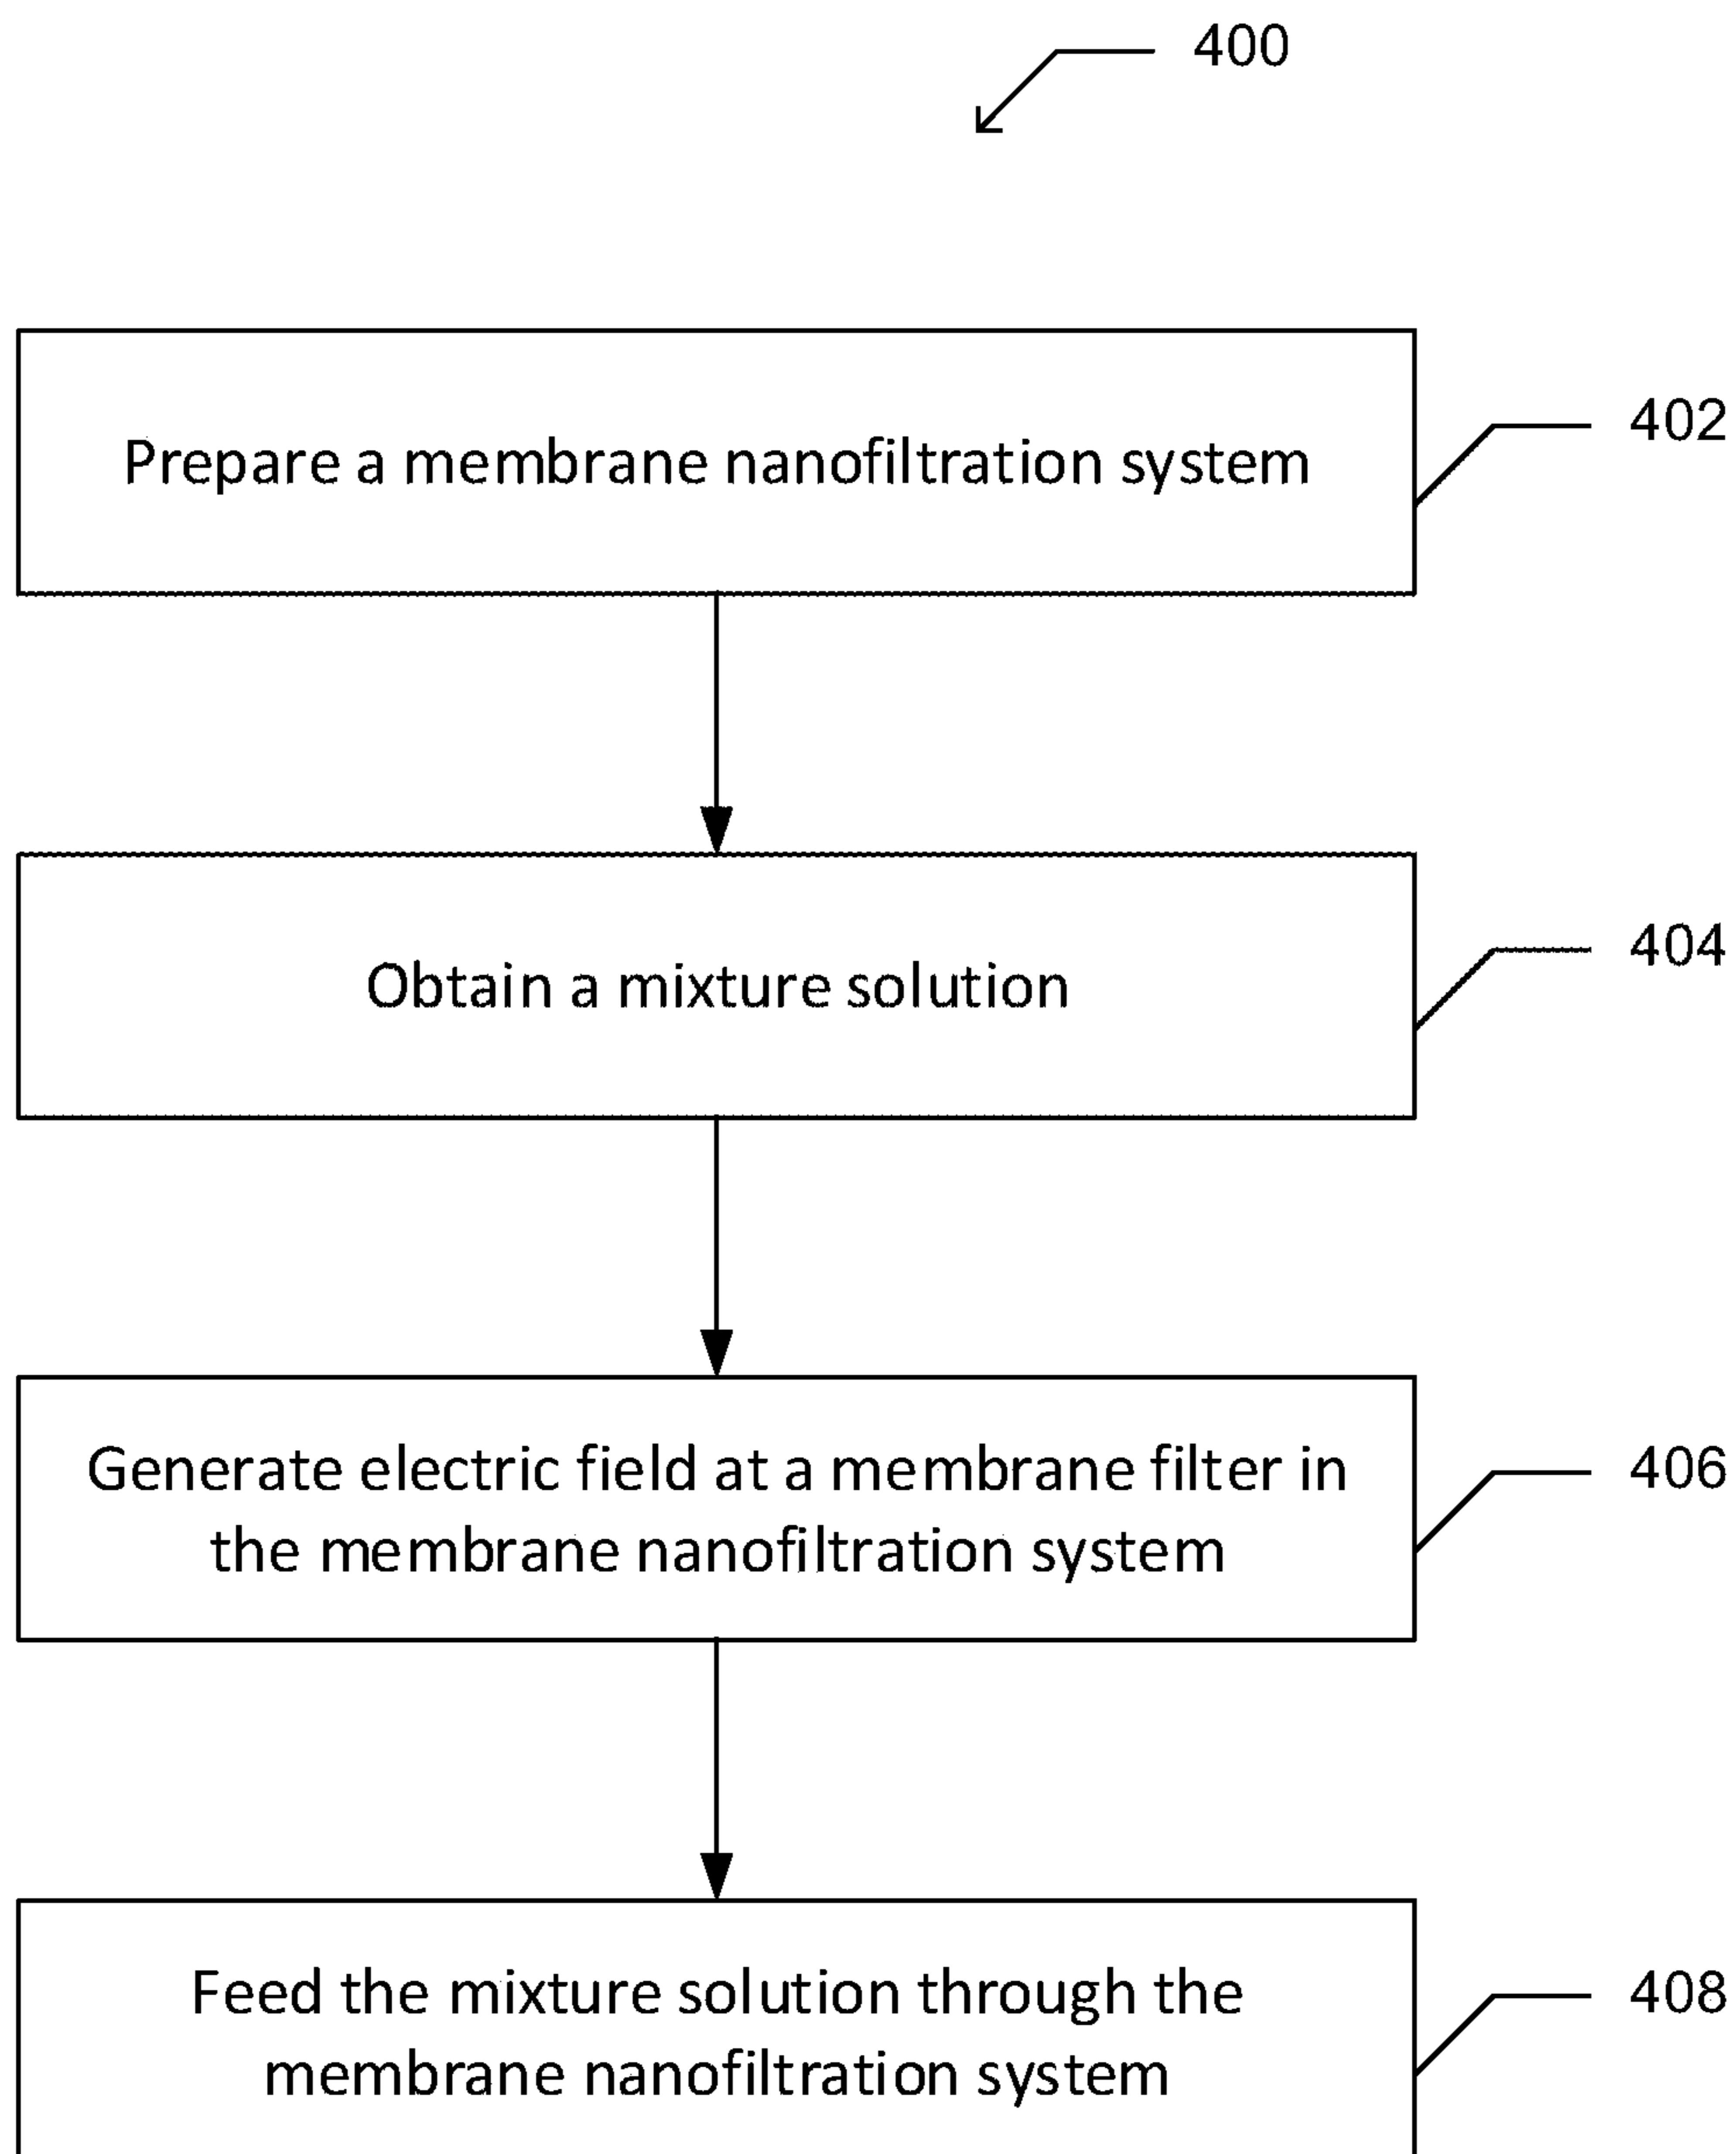 400
Prepare a membrane nanofiltration system
402
Obtain a mixture solution
404
Generate electric field at a membrane filter in
the membrane nanofiltration system
406
Feed the mixture solution through the
membrane nanofiltration system
408